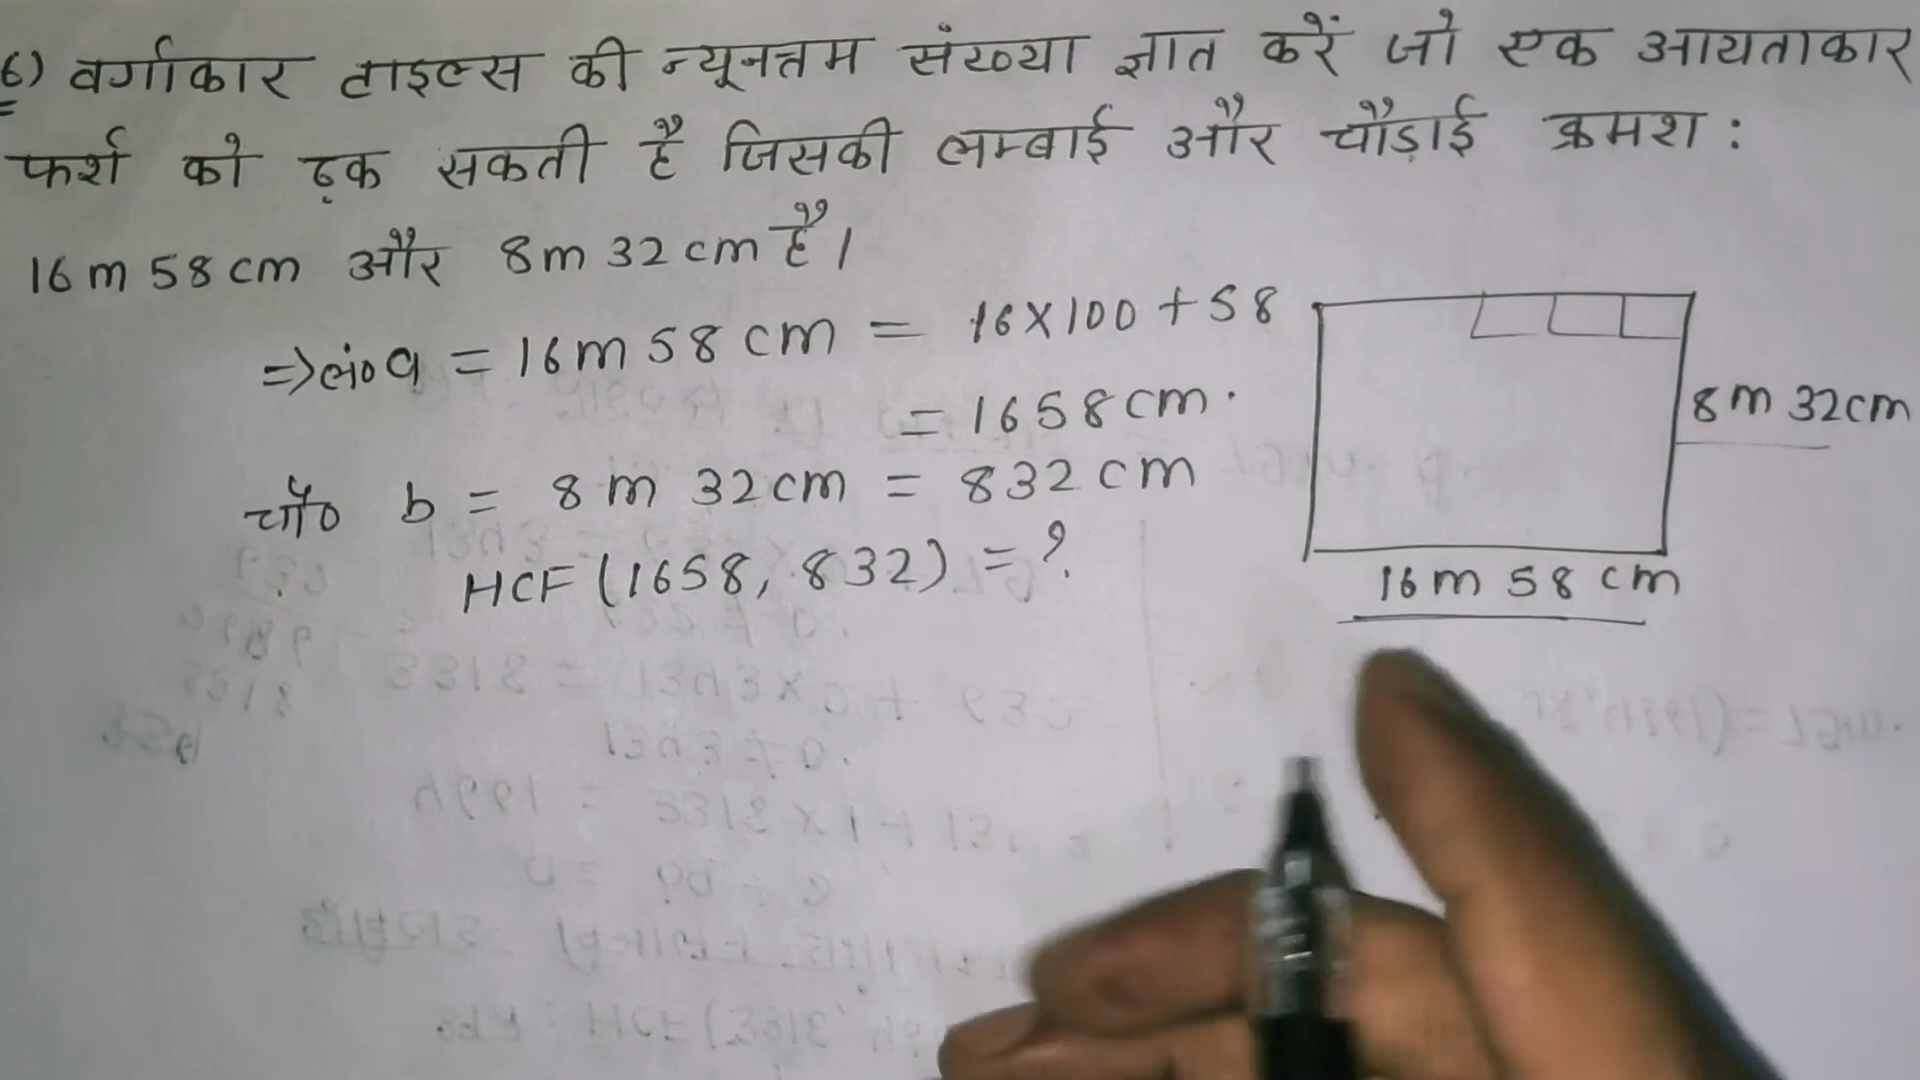 6) वर्गाकार टाइल्स की न्यूनत्तम संख्या ज्ञात करें जो एक आयताकार
फर्श को ढ़क सकती है जिसकी लम्बाई और चौड़ाई क्रमश :
16 m 58 cm और 8 m 32 cm है।
⇒ लं० a = 16 m 58 cm = 16 × 100 + 58
= 1658 cm.
चौ० b = 8 m 32 cm = 832 cm
HCF (1658, 832) = ?
8 m 32 cm
16 m 58 cm